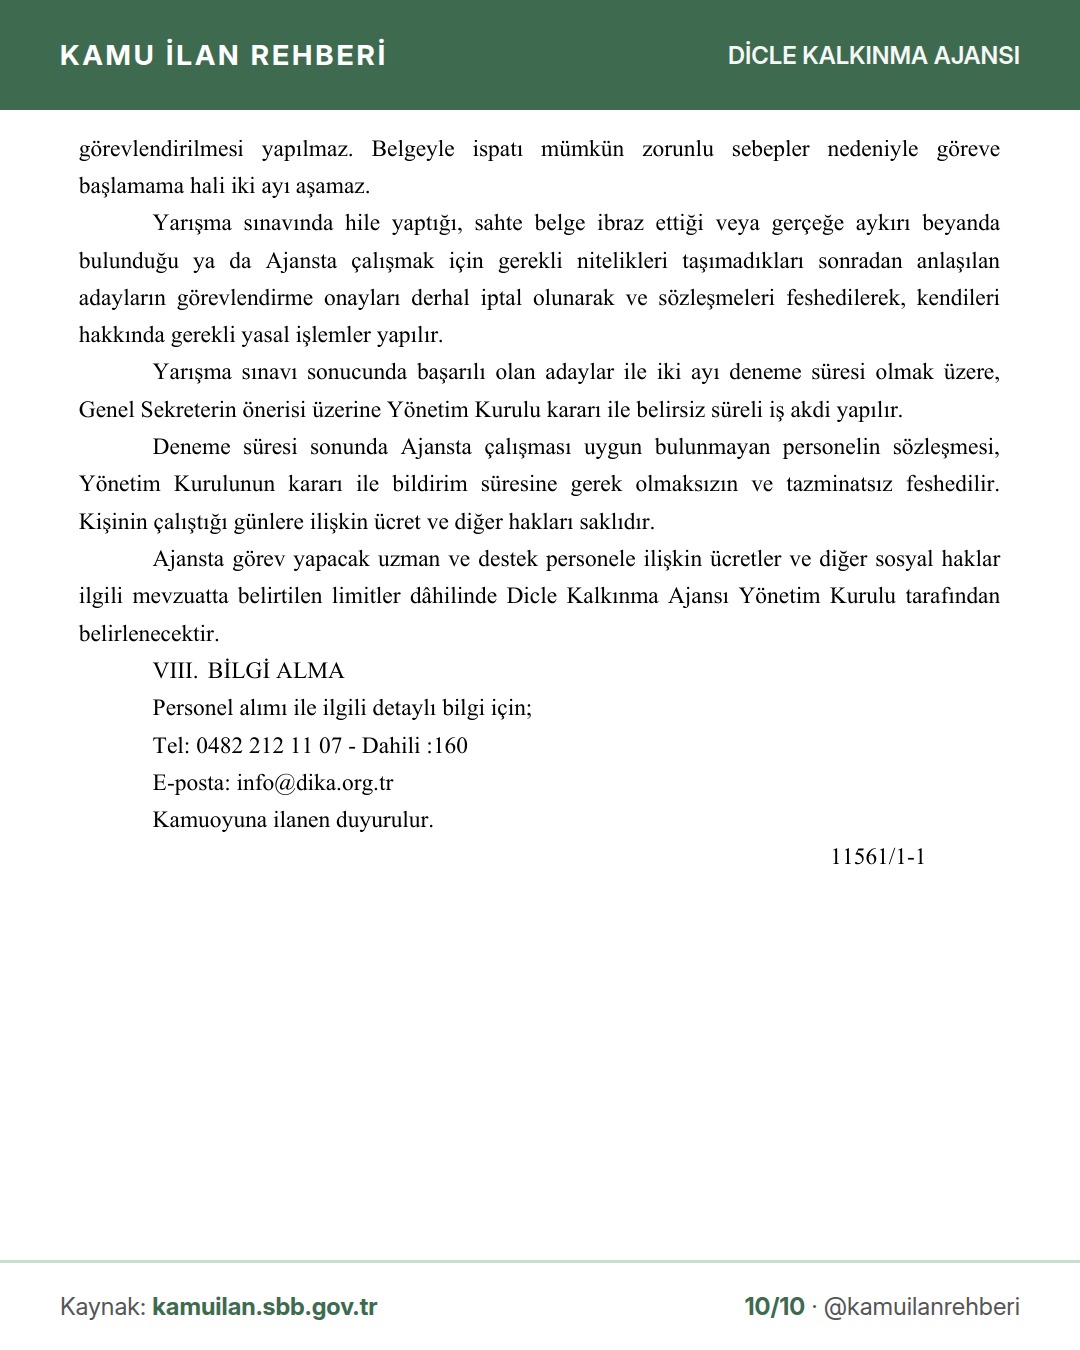 KAMU İLAN REHBERİ
DİCLE KALKINMA AJANSI
görevlendirilmesi yapılmaz. Belgeyle ispatı mümkün zorunlu sebepler nedeniyle göreve
başlamama hali iki ayı aşamaz.
Yarışma sınavında hile yaptığı, sahte belge ibraz ettiği veya gerçeğe aykırı beyanda
bulunduğu ya da Ajansta çalışmak için gerekli nitelikleri taşımadıkları sonradan anlaşılan
adayların görevlendirme onayları derhal iptal olunarak ve sözleşmeleri feshedilerek, kendileri
hakkında gerekli yasal işlemler yapılır.
Yarışma sınavı sonucunda başarılı olan adaylar ile iki ayı deneme süresi olmak üzere,
Genel Sekreterin önerisi üzerine Yönetim Kurulu kararı ile belirsiz süreli iş akdi yapılır.
Deneme süresi sonunda Ajansta çalışması uygun bulunmayan personelin sözleşmesi,
Yönetim Kurulunun kararı ile bildirim süresine gerek olmaksızın ve tazminatsız feshedilir.
Kişinin çalıştığı günlere ilişkin ücret ve diğer hakları saklıdır.
Ajansta görev yapacak uzman ve destek personele ilişkin ücretler ve diğer sosyal haklar
ilgili mevzuatta belirtilen limitler dâhilinde Dicle Kalkınma Ajansı Yönetim Kurulu tarafından
belirlenecektir.
VIII. BİLGİ ALMA
Personel alımı ile ilgili detaylı bilgi için;
Tel: 0482 212 11 07 - Dahili :160
E-posta: info@dika.org.tr
Kamuoyuna ilanen duyurulur.
11561/1-1
Kaynak: kamuilan.sbb.gov.tr
10/10 · @kamuilanrehberi